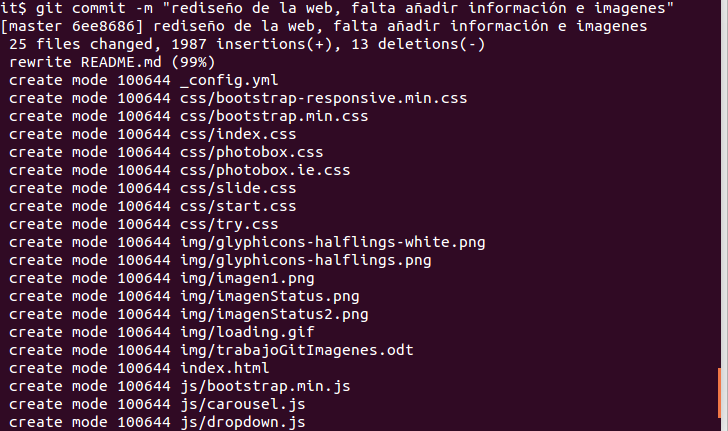 it$ git commit -m "rediseño de la web, falta añadir información e imagenes"
[master 6ee8686] rediseño de la web, falta añadir información e imagenes
 25 files changed, 1987 insertions(+), 13 deletions(-)
 rewrite README.md (99%)
 create mode 100644 _config.yml
 create mode 100644 css/bootstrap-responsive.min.css
 create mode 100644 css/bootstrap.min.css
 create mode 100644 css/index.css
 create mode 100644 css/photobox.css
 create mode 100644 css/photobox.ie.css
 create mode 100644 css/slide.css
 create mode 100644 css/start.css
 create mode 100644 css/try.css
 create mode 100644 img/glyphicons-halflings-white.png
 create mode 100644 img/glyphicons-halflings.png
 create mode 100644 img/imagen1.png
 create mode 100644 img/imagenStatus.png
 create mode 100644 img/imagenStatus2.png
 create mode 100644 img/loading.gif
 create mode 100644 img/trabajoGitImagenes.odt
 create mode 100644 index.html
 create mode 100644 js/bootstrap.min.js
 create mode 100644 js/carousel.js
 create mode 100644 js/dropdown.js